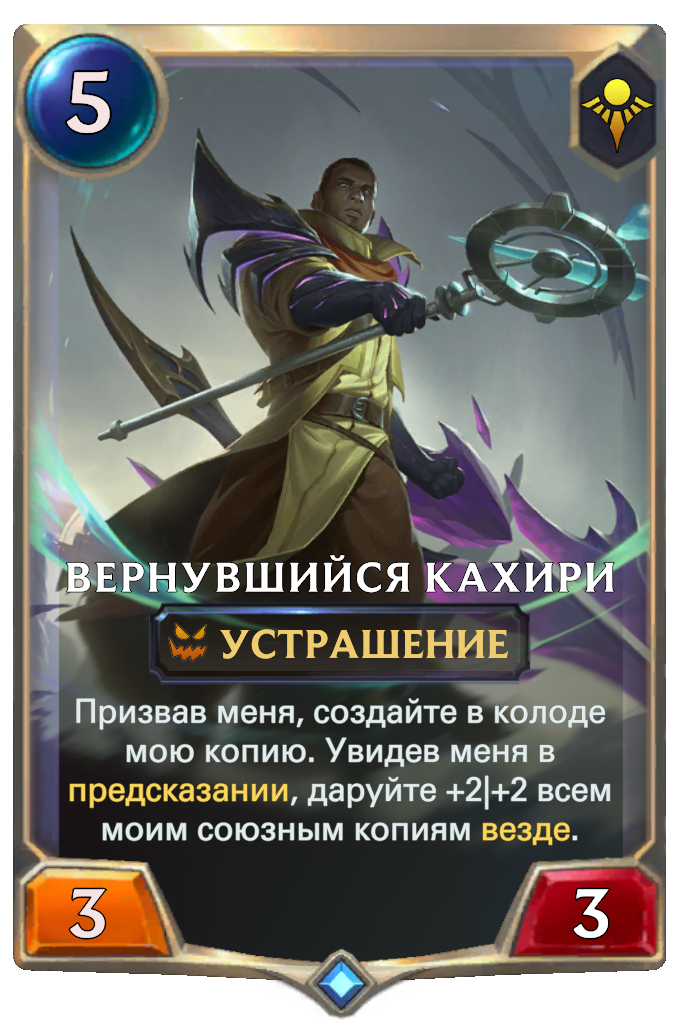 5
ВЕРНУВШИЙСЯ КАХИРИ
УСТРАШЕНИЕ
Призвав меня, создайте в колоде
мою копию. Увидев меня в
предсказании, даруйте +2|+2 всем
моим союзным копиям везде.
3
3